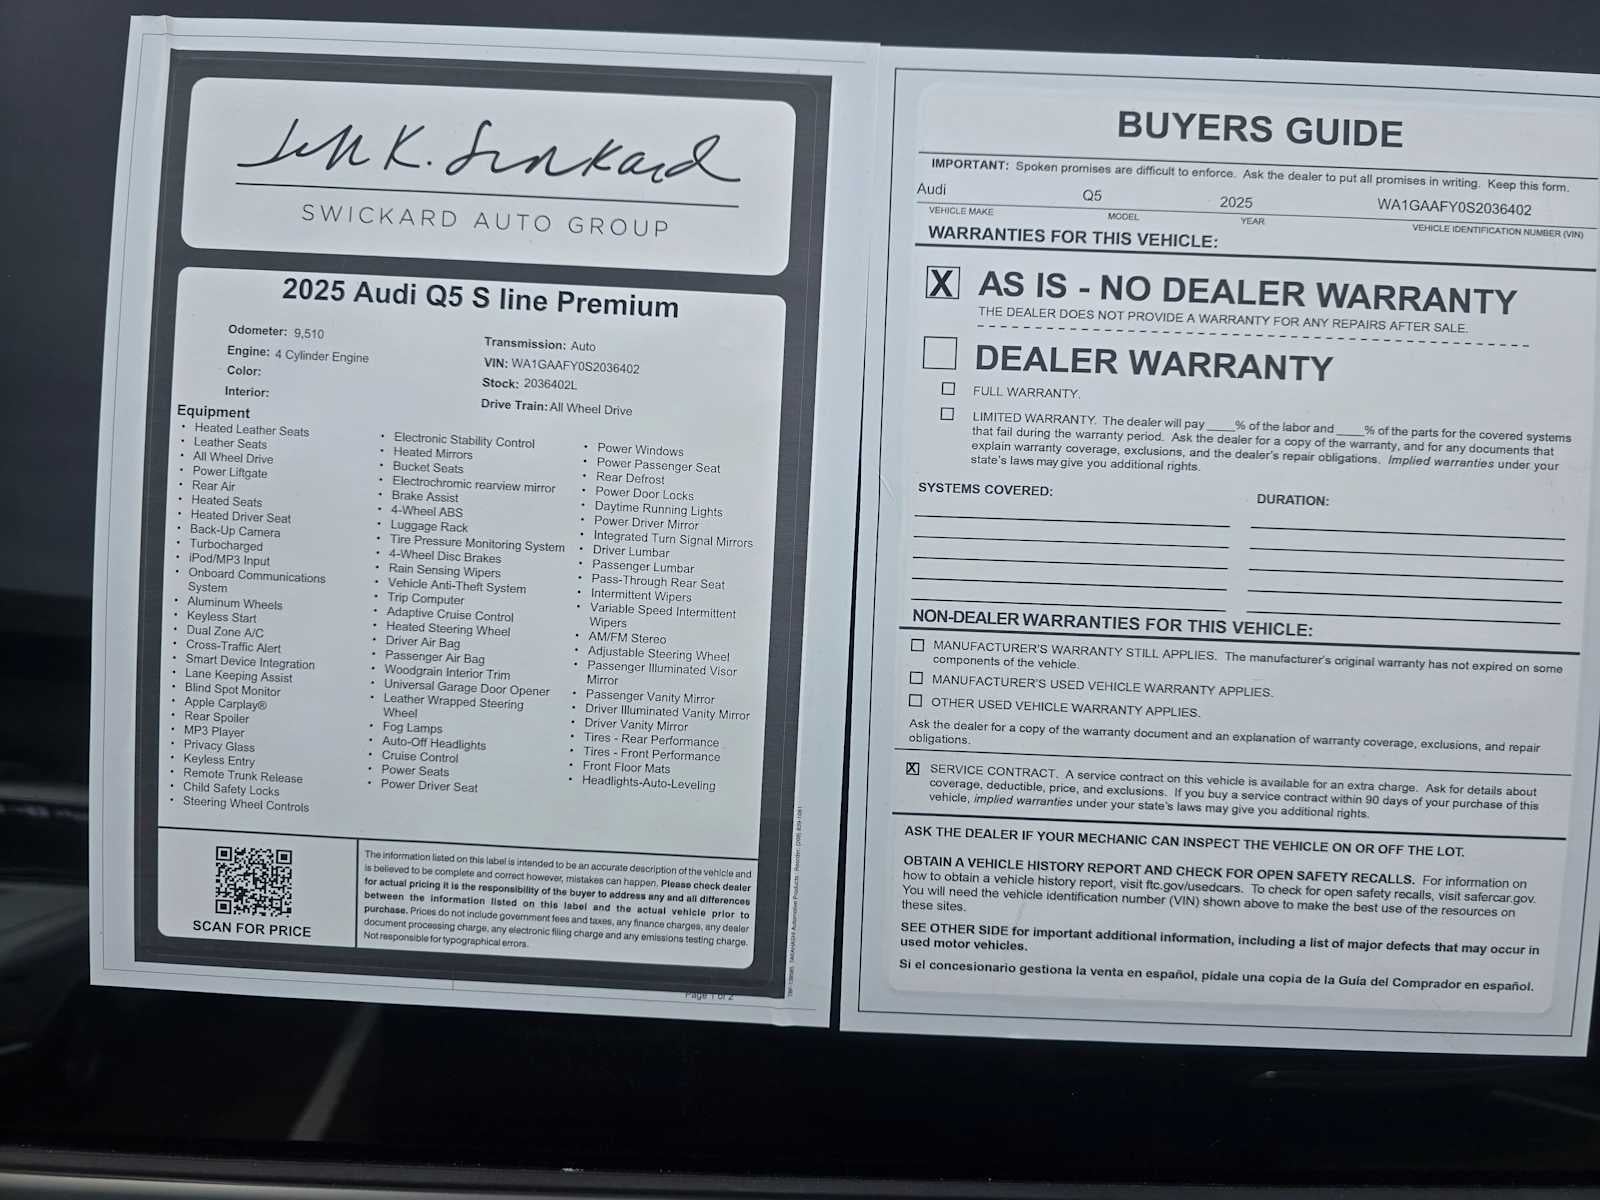 Jeff K. Swickard
SWICKARD AUTO GROUP
2025 Audi Q5 S line Premium
Odometer: 9,510
Engine: 4 Cylinder Engine
Color:
Interior:
Transmission: Auto
VIN: WA1GAAFY0S2036402
Stock: 2036402L
Drive Train: All Wheel Drive
Equipment
• Heated Leather Seats
• Leather Seats
• All Wheel Drive
• Power Liftgate
• Rear Air
• Heated Seats
• Heated Driver Seat
• Back-Up Camera
• Turbocharged
• iPod/MP3 Input
• Onboard Communications
System
• Aluminum Wheels
• Keyless Start
• Dual Zone A/C
• Cross-Traffic Alert
• Smart Device Integration
• Lane Keeping Assist
• Blind Spot Monitor
• Apple Carplay®
• Rear Spoiler
• MP3 Player
• Privacy Glass
• Keyless Entry
• Remote Trunk Release
• Child Safety Locks
• Steering Wheel Controls
• Electronic Stability Control
• Heated Mirrors
• Bucket Seats
• Electrochromic rearview mirror
• Brake Assist
• 4-Wheel ABS
• Luggage Rack
• Tire Pressure Monitoring System
• 4-Wheel Disc Brakes
• Rain Sensing Wipers
• Vehicle Anti-Theft System
• Trip Computer
• Adaptive Cruise Control
• Heated Steering Wheel
• Driver Air Bag
• Passenger Air Bag
• Woodgrain Interior Trim
• Universal Garage Door Opener
• Leather Wrapped Steering
Wheel
• Fog Lamps
• Auto-Off Headlights
• Cruise Control
• Power Seats
• Power Driver Seat
• Power Windows
• Power Passenger Seat
• Rear Defrost
• Power Door Locks
• Daytime Running Lights
• Power Driver Mirror
• Integrated Turn Signal Mirrors
• Driver Lumbar
• Passenger Lumbar
• Pass-Through Rear Seat
• Intermittent Wipers
• Variable Speed Intermittent
Wipers
• AM/FM Stereo
• Adjustable Steering Wheel
• Passenger Illuminated Visor
Mirror
• Passenger Vanity Mirror
• Driver Illuminated Vanity Mirror
• Driver Vanity Mirror
• Tires - Rear Performance
• Tires - Front Performance
• Front Floor Mats
• Headlights-Auto-Leveling
SCAN FOR PRICE
The information listed on this label is intended to be an accurate description of the vehicle and
is believed to be complete and correct however, mistakes can happen. Please check dealer
for actual pricing it is the responsibility of the buyer to address any and all differences
between the information listed on this label and the actual vehicle prior to
purchase. Prices do not include government fees and taxes, any finance charges, any dealer
document processing charge, any electronic filing charge and any emissions testing charge.
Not responsible for typographical errors.
Page 1 of 2
BUYERS GUIDE
IMPORTANT: Spoken promises are difficult to enforce. Ask the dealer to put all promises in writing. Keep this form.
Audi Q5 2025 WA1GAAFY0S2036402
VEHICLE MAKE MODEL YEAR VEHICLE IDENTIFICATION NUMBER (VIN)
WARRANTIES FOR THIS VEHICLE:
X AS IS - NO DEALER WARRANTY
THE DEALER DOES NOT PROVIDE A WARRANTY FOR ANY REPAIRS AFTER SALE.
DEALER WARRANTY
FULL WARRANTY.
LIMITED WARRANTY. The dealer will pay ____% of the labor and ____% of the parts for the covered systems
that fail during the warranty period. Ask the dealer for a copy of the warranty, and for any documents that
explain warranty coverage, exclusions, and the dealer's repair obligations. Implied warranties under your
state's laws may give you additional rights.
SYSTEMS COVERED: DURATION:
NON-DEALER WARRANTIES FOR THIS VEHICLE:
MANUFACTURER'S WARRANTY STILL APPLIES. The manufacturer's original warranty has not expired on some
components of the vehicle.
MANUFACTURER'S USED VEHICLE WARRANTY APPLIES.
OTHER USED VEHICLE WARRANTY APPLIES.
Ask the dealer for a copy of the warranty document and an explanation of warranty coverage, exclusions, and repair
obligations.
X SERVICE CONTRACT. A service contract on this vehicle is available for an extra charge. Ask for details about
coverage, deductible, price, and exclusions. If you buy a service contract within 90 days of your purchase of this
vehicle, implied warranties under your state's laws may give you additional rights.
ASK THE DEALER IF YOUR MECHANIC CAN INSPECT THE VEHICLE ON OR OFF THE LOT.
OBTAIN A VEHICLE HISTORY REPORT AND CHECK FOR OPEN SAFETY RECALLS. For information on
how to obtain a vehicle history report, visit ftc.gov/usedcars. To check for open safety recalls, visit safercar.gov.
You will need the vehicle identification number (VIN) shown above to make the best use of the resources on
these sites.
SEE OTHER SIDE for important additional information, including a list of major defects that may occur in
used motor vehicles.
Si el concesionario gestiona la venta en español, pídale una copia de la Guía del Comprador en español.